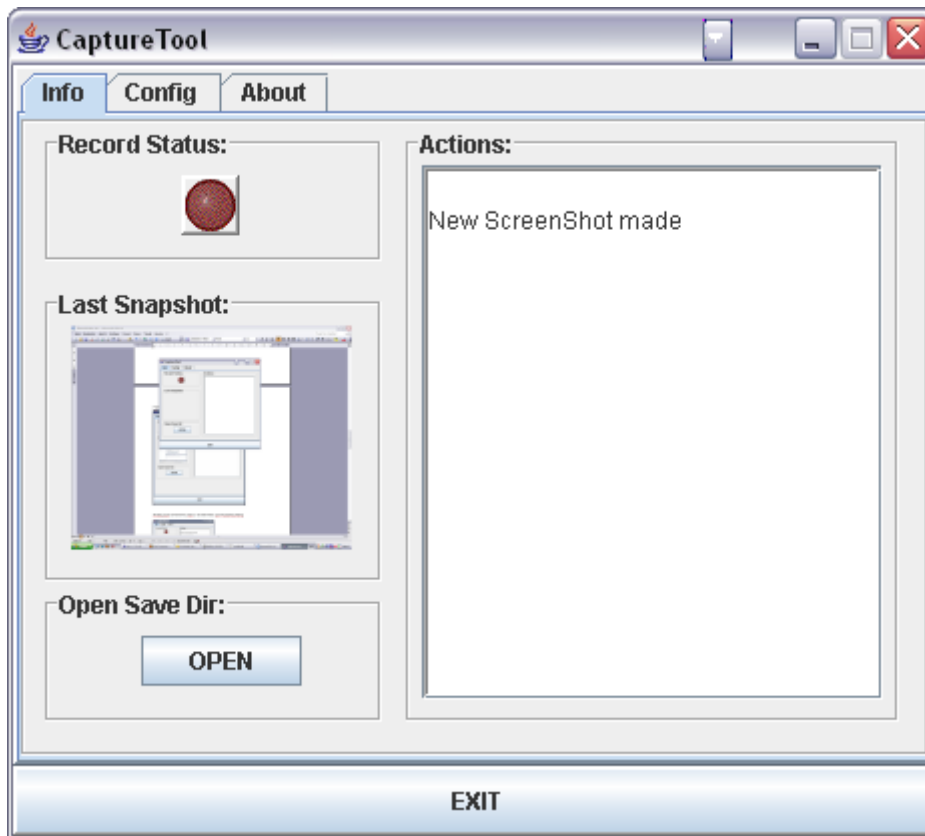 CaptureTool
Info Config About
Record Status:
Actions:
New ScreenShot made
Last Snapshot:
Open Save Dir:
OPEN
EXIT